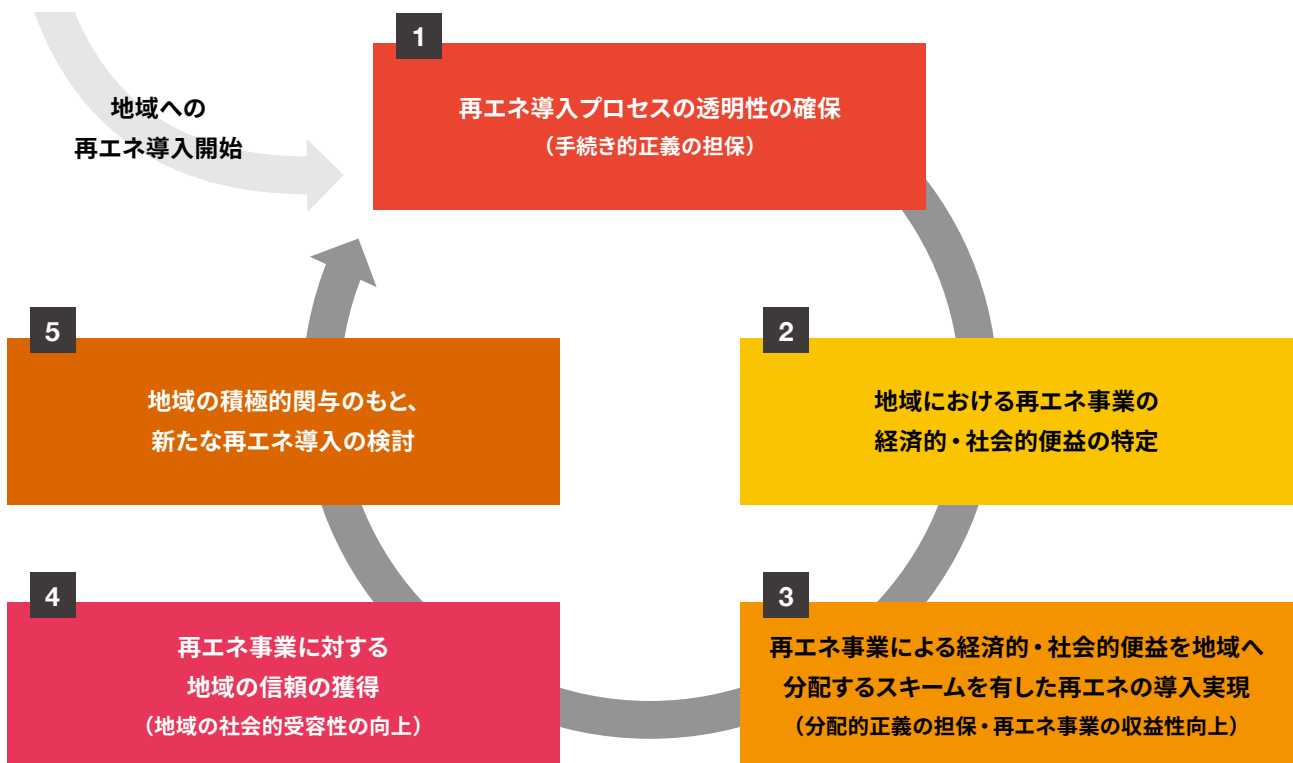 地域への
再エネ導入開始
1
再エネ導入プロセスの透明性の確保
（手続き的正義の担保）
2
地域における再エネ事業の
経済的・社会的便益の特定
3
再エネ事業による経済的・社会的便益を地域へ
分配するスキームを有した再エネの導入実現
（分配的正義の担保・再エネ事業の収益性向上）
4
再エネ事業に対する
地域の信頼の獲得
（地域の社会的受容性の向上）
5
地域の積極的関与のもと、
新たな再エネ導入の検討